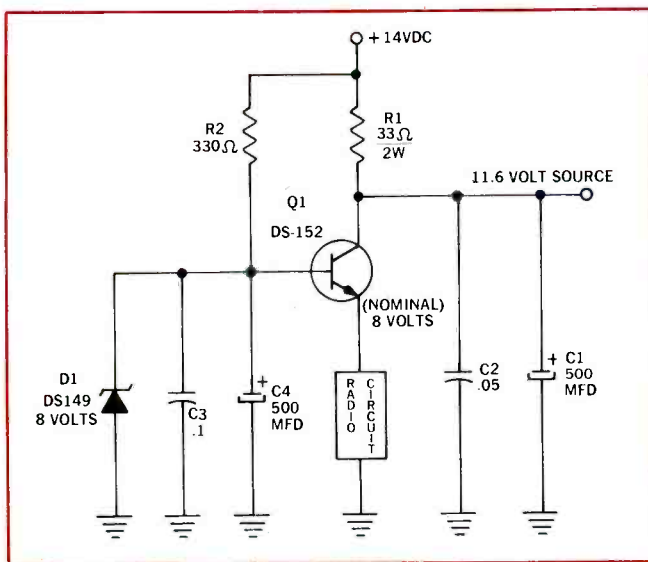 + 14VDC
R2
330Ω
R1
33Ω
2W
11.6 VOLT SOURCE
Q1
DS-152
(NOMINAL)
8 VOLTS
D1
DS149
8 VOLTS
C3
.1
+
C4
500
MFD
RADIO
CIRCUIT
C2
.05
+
C1
500
MFD